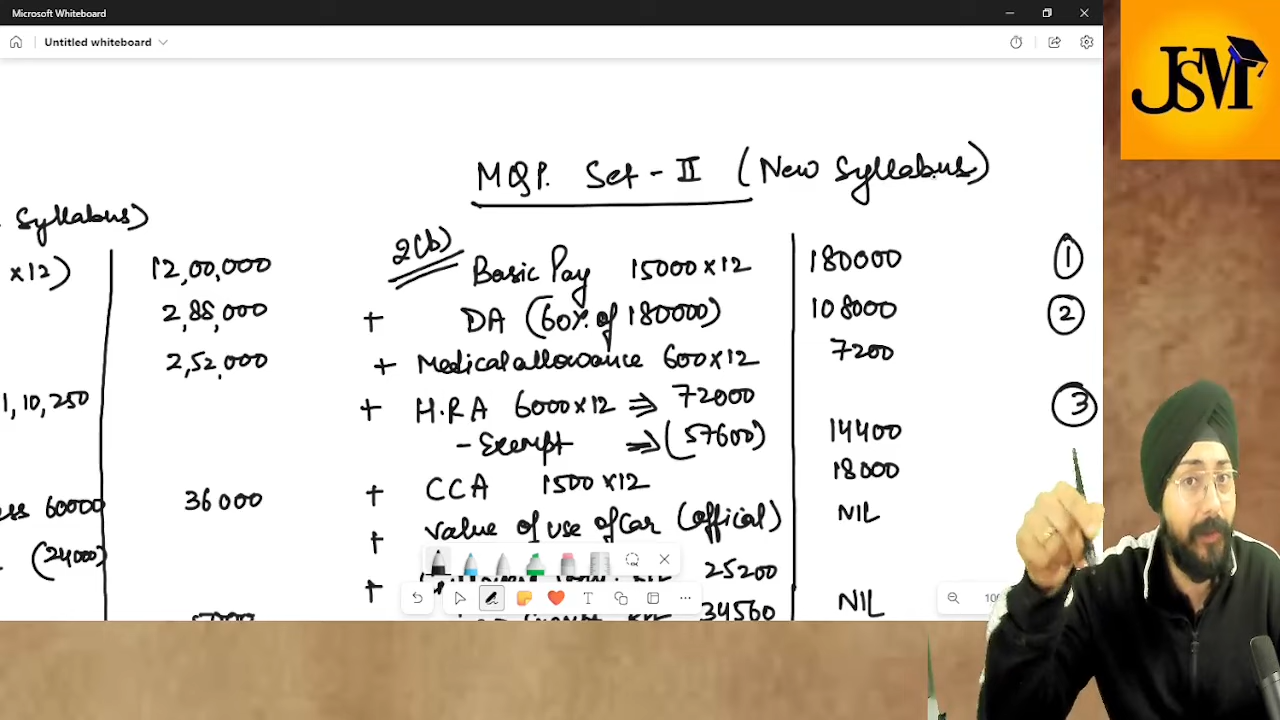 Microsoft Whiteboard
Untitled whiteboard
JSM
MQP. Set - II (New Syllabus)
Syllabus)
×12) 12,00,000
2,88,000
2,52,000
1,10,250
60000 36000
(24000)
2(b) Basic Pay 15000×12 180000 1
+ DA (60% of 180000) 108000 2
+ Medical allowance 600×12 7200
+ H.R.A 6000×12 ⇒ 72000 3
- Exempt ⇒ (57600) 14400
+ CCA 1500×12 18000
+ Value of use of Car (official) NIL
+ 25200
34560 NIL
T